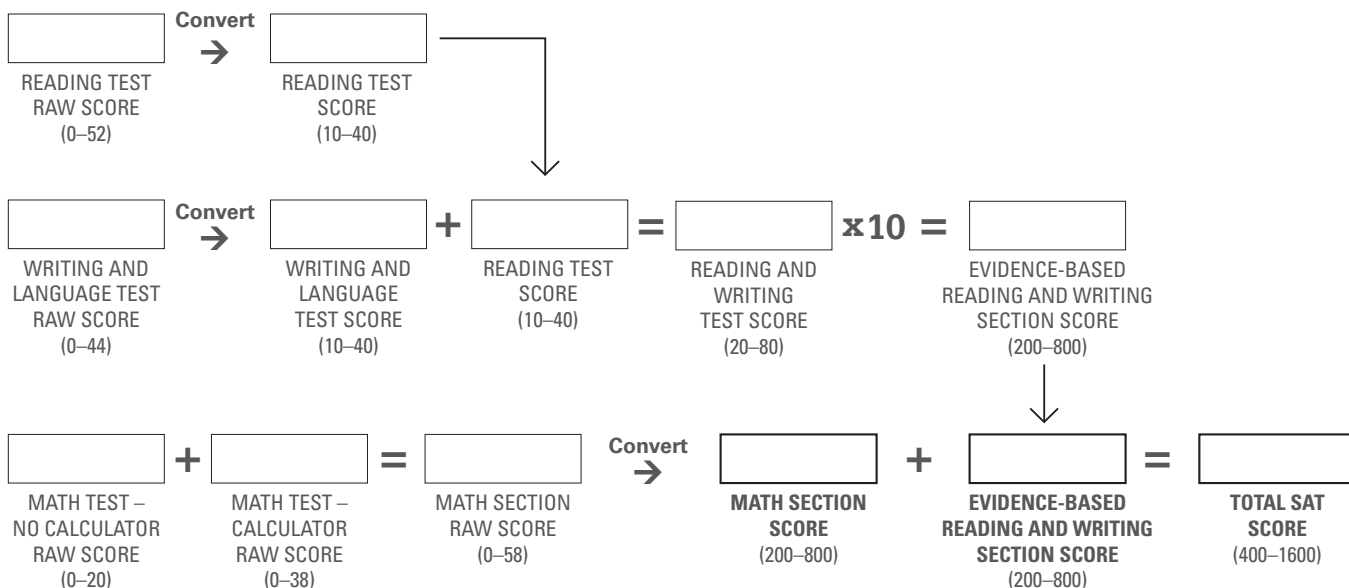 Convert
→
READING TEST
RAW SCORE
(0–52)
READING TEST
SCORE
(10–40)
Convert
→
+
=
x10 =
WRITING AND
LANGUAGE TEST
RAW SCORE
(0–44)
WRITING AND
LANGUAGE
TEST SCORE
(10–40)
READING TEST
SCORE
(10–40)
READING AND
WRITING
TEST SCORE
(20–80)
EVIDENCE-BASED
READING AND WRITING
SECTION SCORE
(200–800)
+
=
Convert
→
+
=
MATH TEST –
NO CALCULATOR
RAW SCORE
(0–20)
MATH TEST –
CALCULATOR
RAW SCORE
(0–38)
MATH SECTION
RAW SCORE
(0–58)
MATH SECTION
SCORE
(200–800)
EVIDENCE-BASED
READING AND WRITING
SECTION SCORE
(200–800)
TOTAL SAT
SCORE
(400–1600)